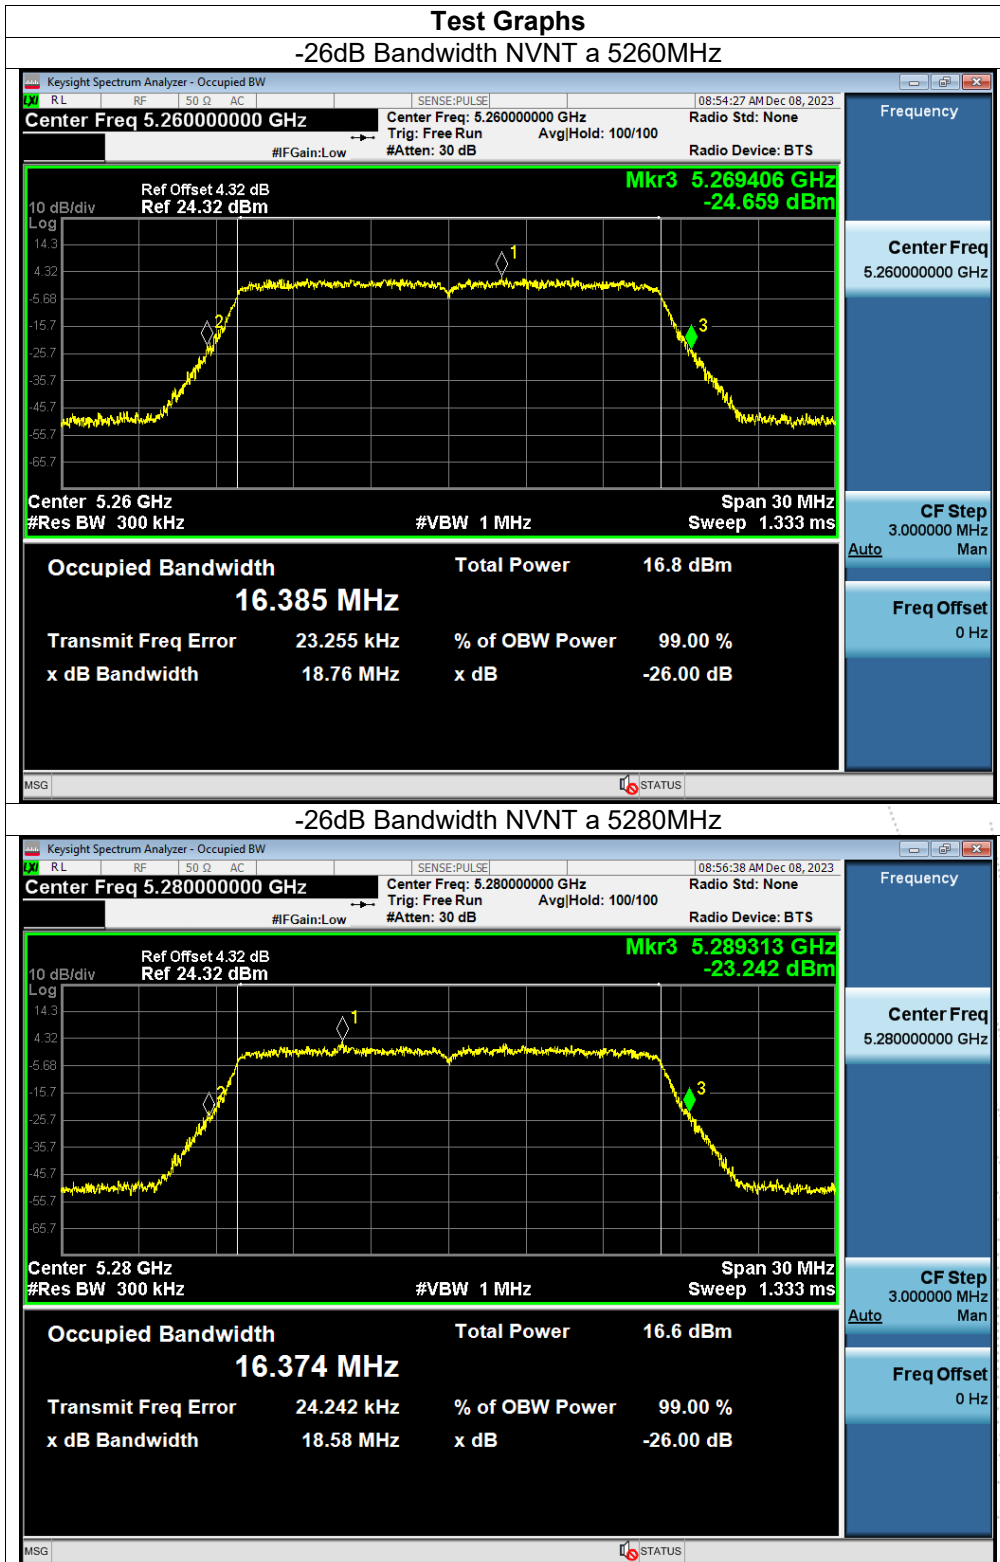 Test Graphs
-26dB Bandwidth NVNT a 5260MHz
Keysight Spectrum Analyzer - Occupied BW
LXI RL RF 50 Ω AC SENSE:PULSE 08:54:27 AM Dec 08, 2023
Center Freq 5.260000000 GHz Center Freq: 5.260000000 GHz Radio Std: None
Trig: Free Run Avg|Hold: 100/100
#IFGain:Low #Atten: 30 dB Radio Device: BTS
Frequency
Mkr3 5.269406 GHz
-24.659 dBm
Ref Offset 4.32 dB
10 dB/div Ref 24.32 dBm
Log
14.3
4.32
-5.68
-15.7
-25.7
-35.7
-45.7
-55.7
-65.7
1
2
3
Center 5.26 GHz Span 30 MHz
#Res BW 300 kHz #VBW 1 MHz Sweep 1.333 ms
Occupied Bandwidth Total Power 16.8 dBm
16.385 MHz
Transmit Freq Error 23.255 kHz % of OBW Power 99.00 %
x dB Bandwidth 18.76 MHz x dB -26.00 dB
Center Freq
5.260000000 GHz
CF Step
3.000000 MHz
Auto Man
Freq Offset
0 Hz
MSG STATUS
-26dB Bandwidth NVNT a 5280MHz
Keysight Spectrum Analyzer - Occupied BW
LXI RL RF 50 Ω AC SENSE:PULSE 08:56:38 AM Dec 08, 2023
Center Freq 5.280000000 GHz Center Freq: 5.280000000 GHz Radio Std: None
Trig: Free Run Avg|Hold: 100/100
#IFGain:Low #Atten: 30 dB Radio Device: BTS
Frequency
Mkr3 5.289313 GHz
-23.242 dBm
Ref Offset 4.32 dB
10 dB/div Ref 24.32 dBm
Log
14.3
4.32
-5.68
-15.7
-25.7
-35.7
-45.7
-55.7
-65.7
1
2
3
Center 5.28 GHz Span 30 MHz
#Res BW 300 kHz #VBW 1 MHz Sweep 1.333 ms
Occupied Bandwidth Total Power 16.6 dBm
16.374 MHz
Transmit Freq Error 24.242 kHz % of OBW Power 99.00 %
x dB Bandwidth 18.58 MHz x dB -26.00 dB
Center Freq
5.280000000 GHz
CF Step
3.000000 MHz
Auto Man
Freq Offset
0 Hz
MSG STATUS